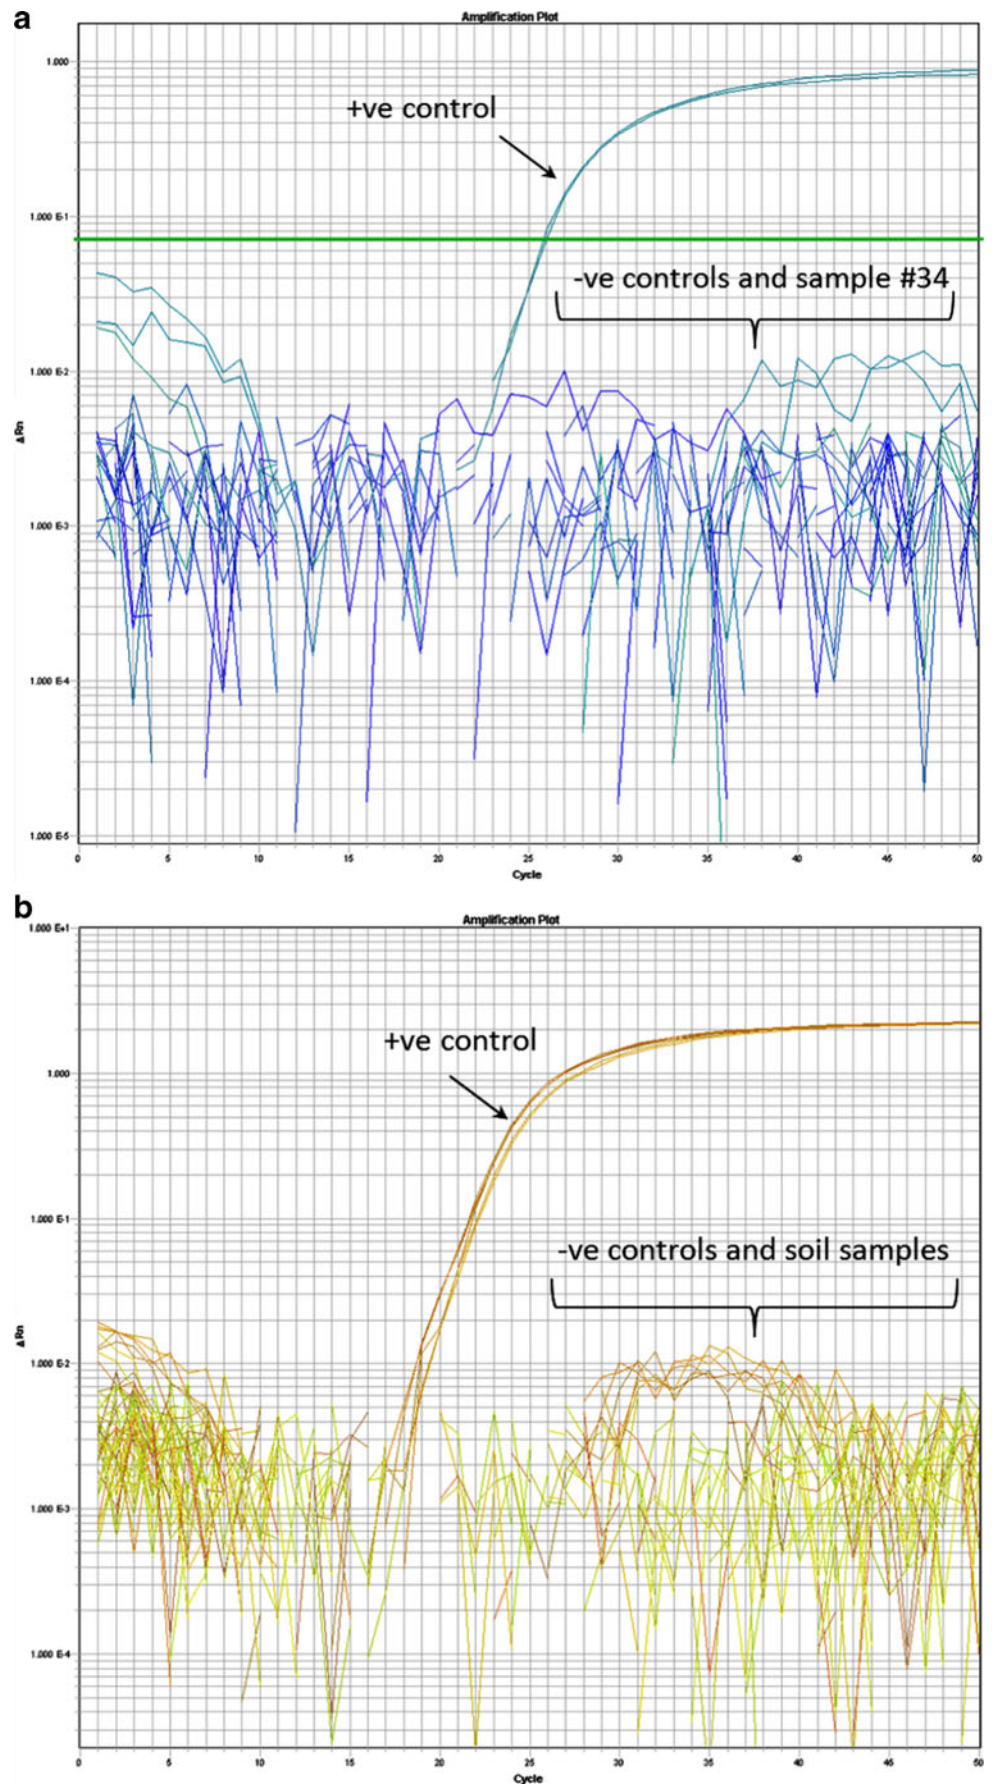 a
Amplification Plot
1.000
+ve control
1.000 E-1
-ve controls and sample #34
1.000 E-2
ΔRn
1.000 E-3
1.000 E-4
1.000 E-5
0 5 10 15 20 25 30 35 40 45 50
Cycle
b
Amplification Plot
1.000 E+1
+ve control
1.000
1.000 E-1
-ve controls and soil samples
ΔRn
1.000 E-2
1.000 E-3
1.000 E-4
0 5 10 15 20 25 30 35 40 45 50
Cycle